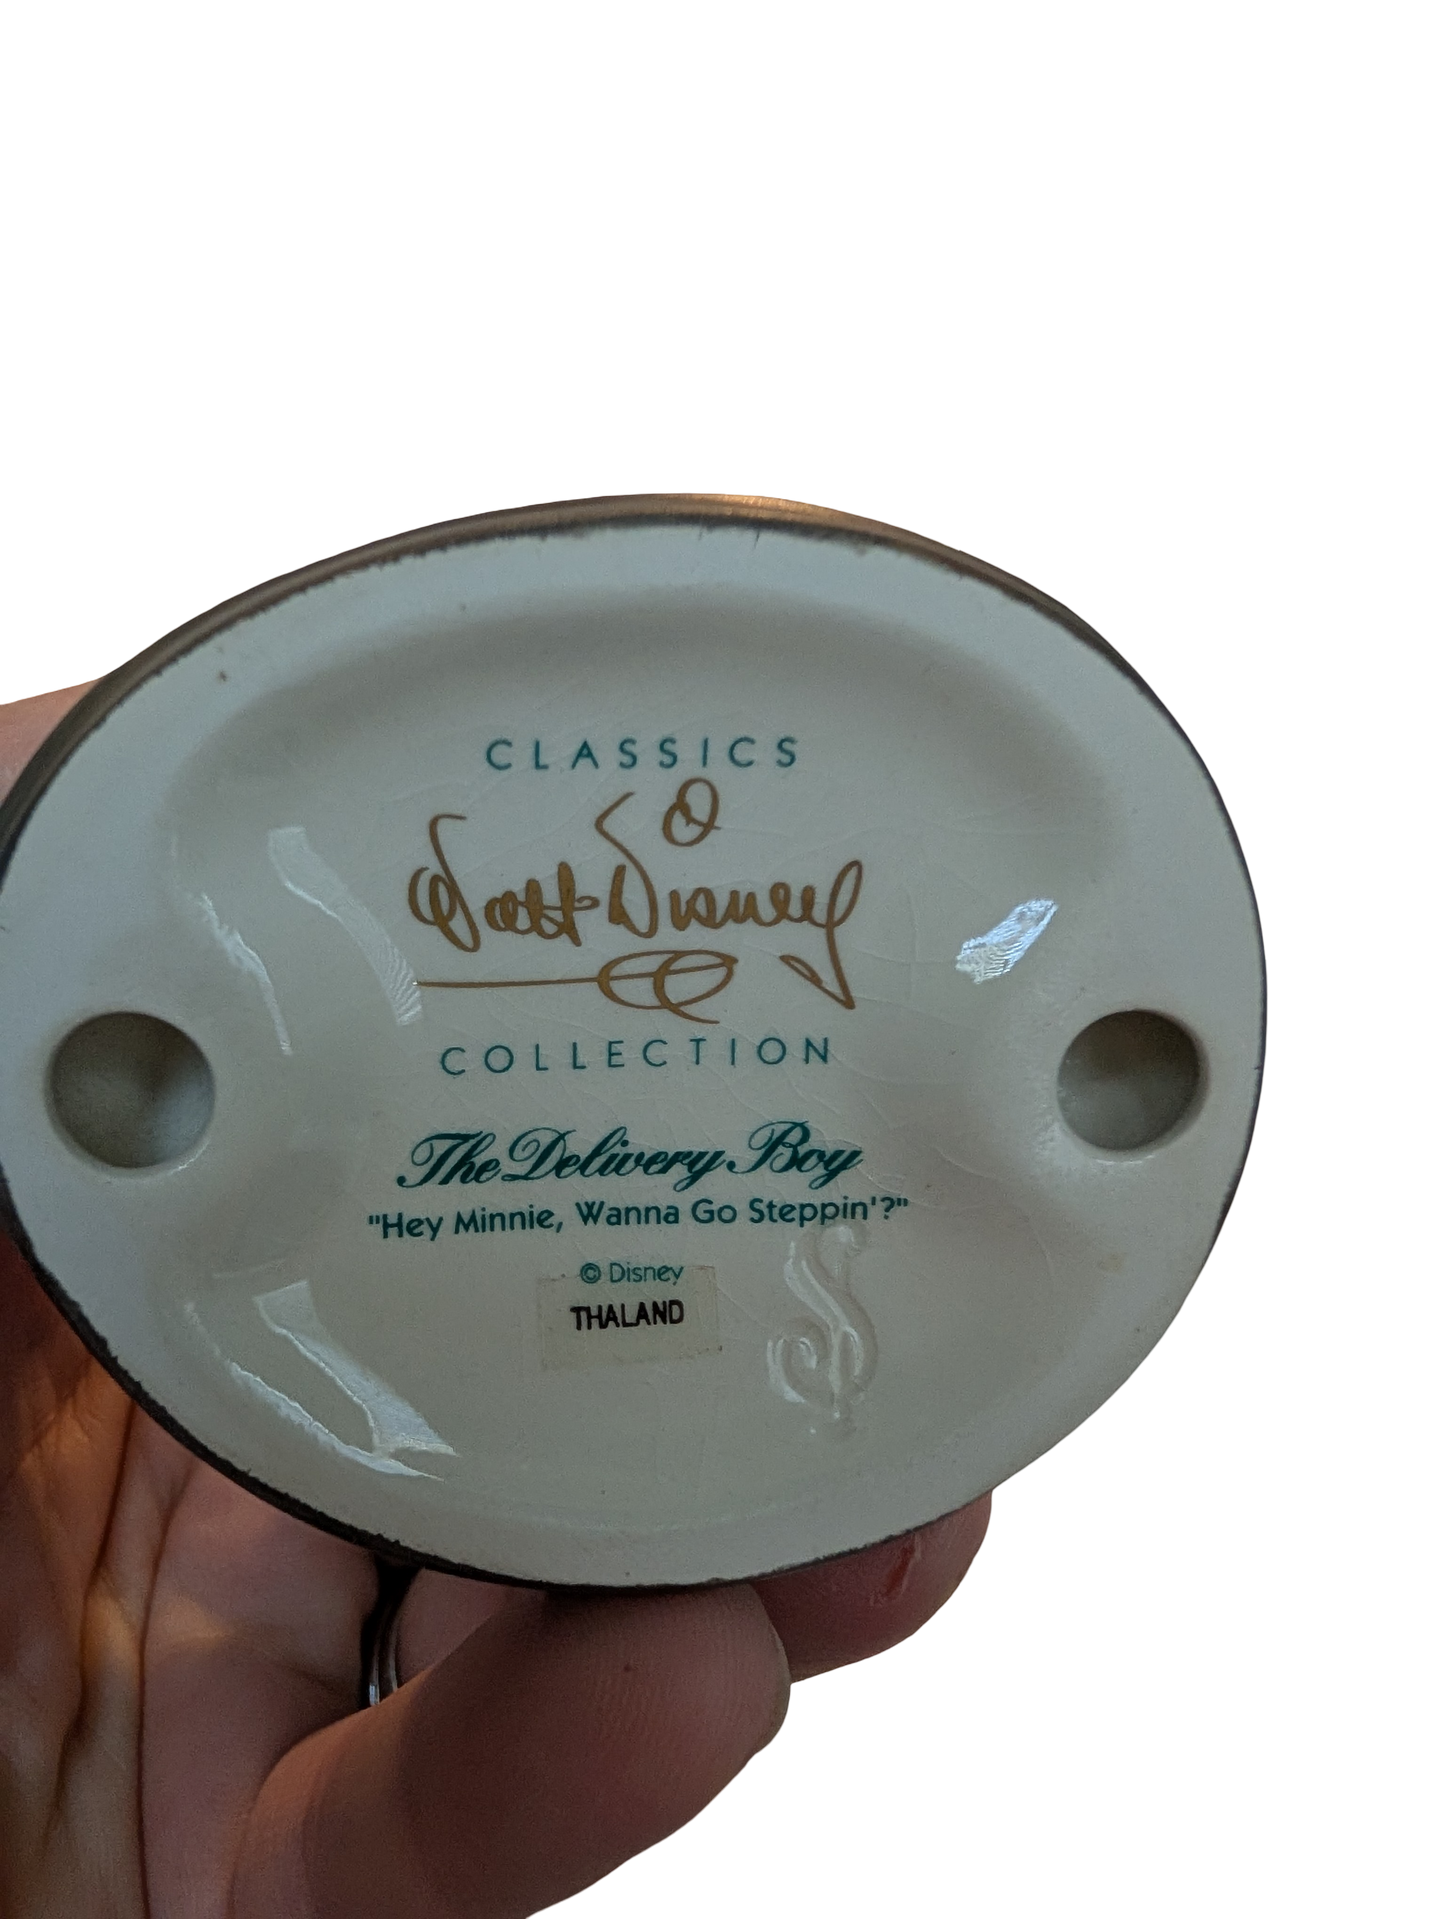 CLASSICS
Walt Disney
COLLECTION
The Delivery Boy
"Hey Minnie, Wanna Go Steppin'?"
© Disney
THALAND